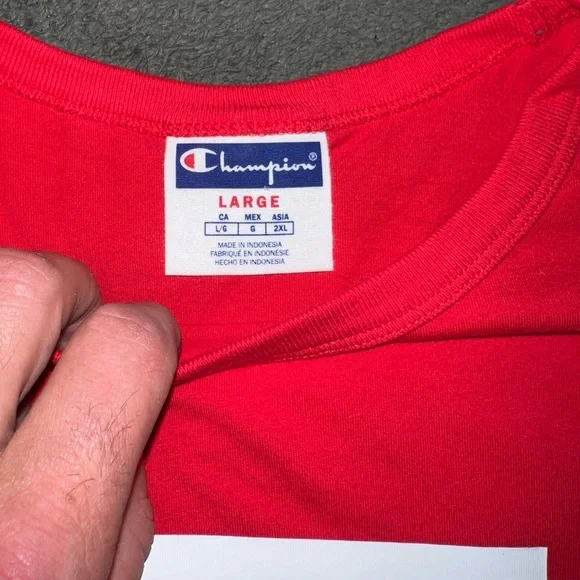 Champion®
LARGE
CA MEX ASIA
L/G G 2XL
MADE IN INDONESIA
FABRIQUÉ EN INDONÉSIE
HECHO EN INDONESIA